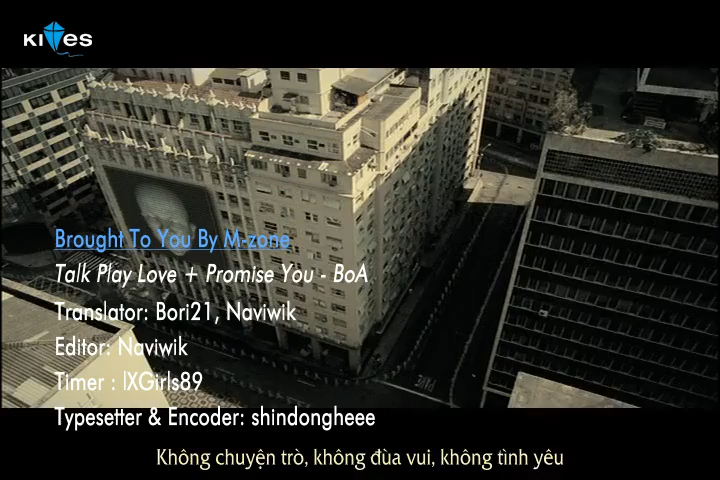 KITES
Brought To You By M-zone
Talk Play Love + Promise You - BoA
Translator: Bori21, Naviwik
Editor: Naviwik
Timer : lXGirls89
Typesetter & Encoder: shindongheee
Không chuyện trò, không đùa vui, không tình yêu